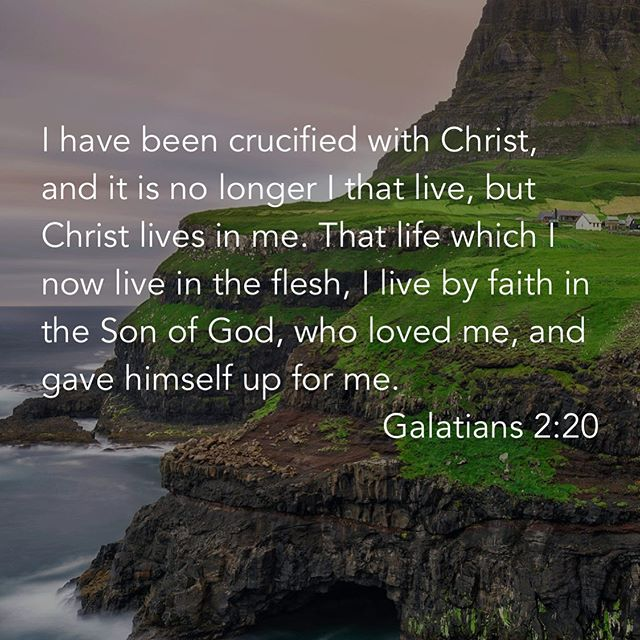 I have been crucified with Christ,
and it is no longer I that live, but
Christ lives in me. That life which I
now live in the flesh, I live by faith in
the Son of God, who loved me, and
gave himself up for me.
Galatians 2:20